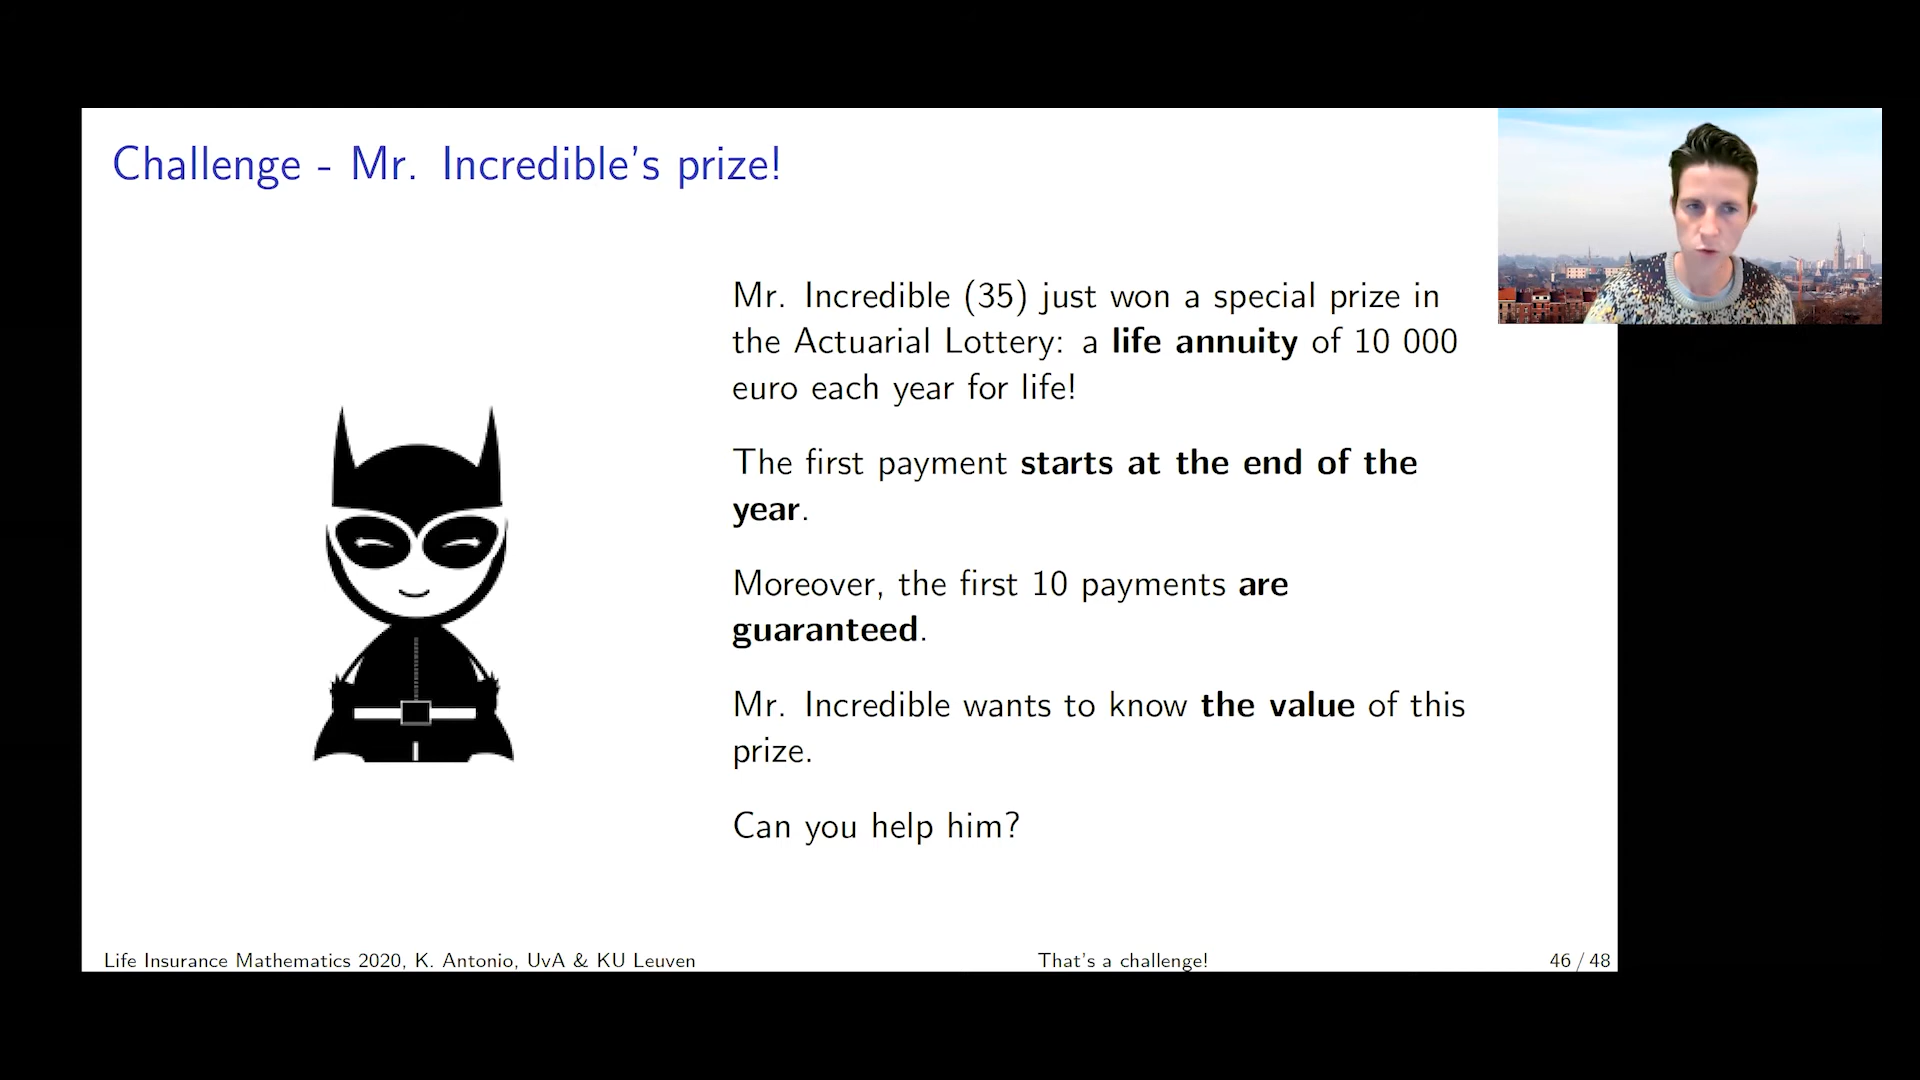 Challenge - Mr. Incredible's prize!
Mr. Incredible (35) just won a special prize in
the Actuarial Lottery: a life annuity of 10 000
euro each year for life!
The first payment starts at the end of the
year.
Moreover, the first 10 payments are
guaranteed.
Mr. Incredible wants to know the value of this
prize.
Can you help him?
Life Insurance Mathematics 2020, K. Antonio, UvA & KU Leuven
That's a challenge!
46 / 48